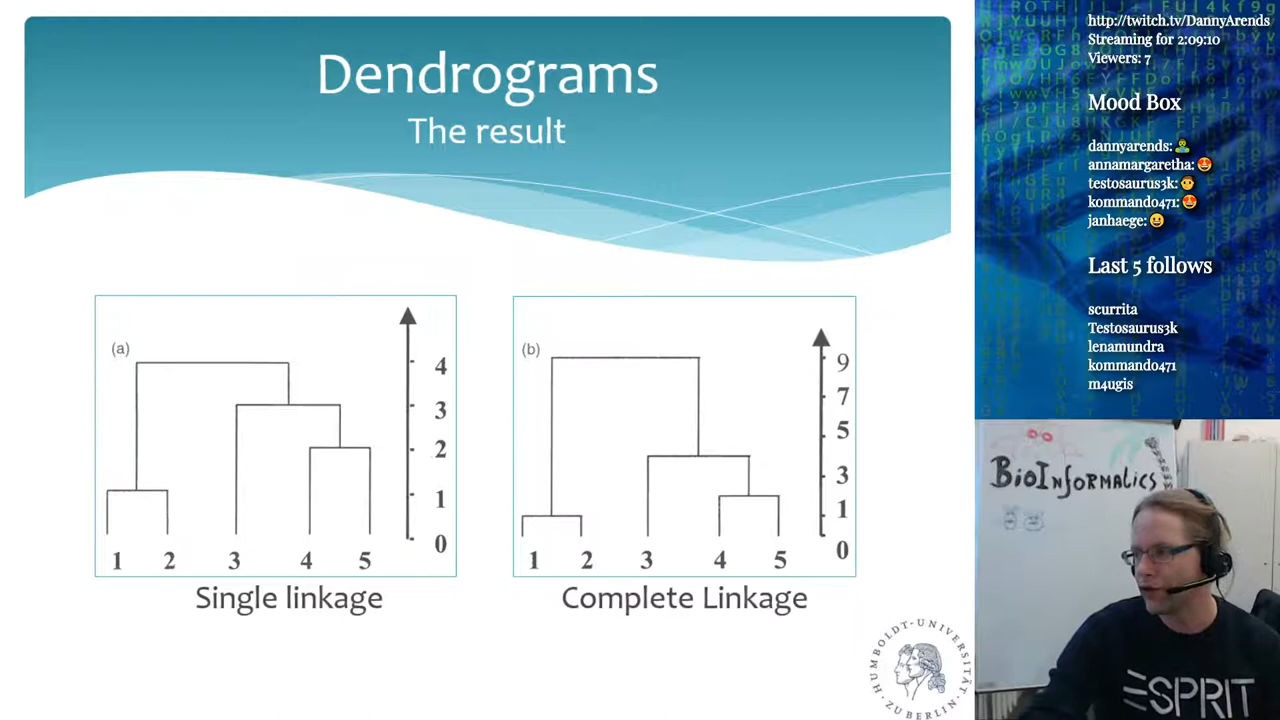 Dendrograms
The result
(a)
4
3
2
1
0
1 2 3 4 5
Single linkage
(b)
9
7
5
3
1
0
1 2 3 4 5
Complete Linkage
HUMBOLDT-UNIVERSITÄT
ZU BERLIN
http://twitch.tv/DannyArends
Streaming for 2:09:10
Viewers: 7
Mood Box
dannyarends:
annamargaretha:
testosaurus3k:
kommando471:
janhaege:
Last 5 follows
scurrita
Testosaurus3k
lenamundra
kommando471
m4ugis
BioInformatics
ESPRIT